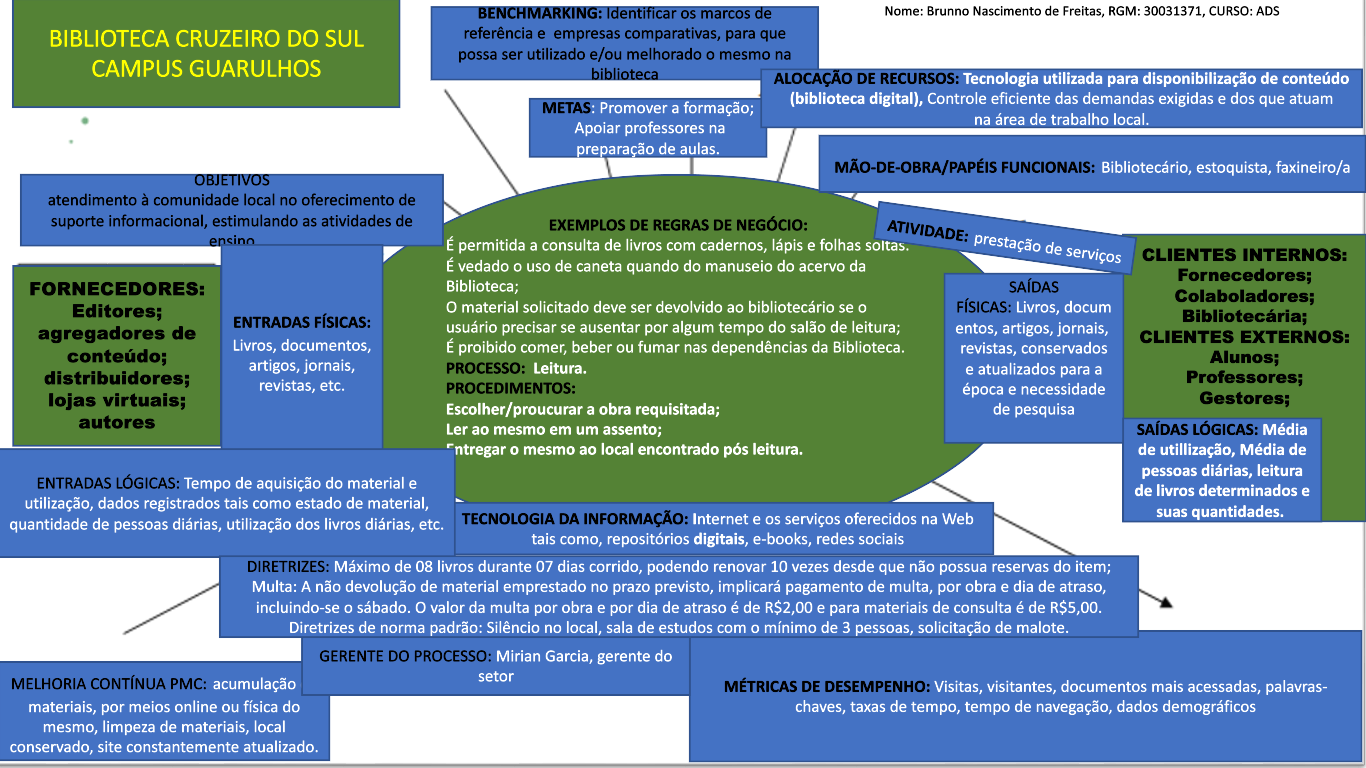 BIBLIOTECA CRUZEIRO DO SUL
CAMPUS GUARULHOS
BENCHMARKING: Identificar os marcos de
referência e empresas comparativas, para que
possa ser utilizado e/ou melhorado o mesmo na
biblioteca
Nome: Brunno Nascimento de Freitas, RGM: 30031371, CURSO: ADS
METAS: Promover a formação;
Apoiar professores na
preparação de aulas.
ALOCAÇÃO DE RECURSOS: Tecnologia utilizada para disponibilização de conteúdo
(biblioteca digital), Controle eficiente das demandas exigidas e dos que atuam
na área de trabalho local.
MÃO-DE-OBRA/PAPÉIS FUNCIONAIS: Bibliotecário, estoquista, faxineiro/a
OBJETIVOS
atendimento à comunidade local no oferecimento de
suporte informacional, estimulando as atividades de
ensino
ATIVIDADE: prestação de serviços
FORNECEDORES:
Editores;
agregadores de
conteúdo;
distribuidores;
lojas virtuais;
autores
ENTRADAS FÍSICAS:
Livros, documentos,
artigos, jornais,
revistas, etc.
EXEMPLOS DE REGRAS DE NEGÓCIO:
É permitida a consulta de livros com cadernos, lápis e folhas soltas.
É vedado o uso de caneta quando do manuseio do acervo da
Biblioteca;
O material solicitado deve ser devolvido ao bibliotecário se o
usuário precisar se ausentar por algum tempo do salão de leitura;
É proibido comer, beber ou fumar nas dependências da Biblioteca.
PROCESSO: Leitura.
PROCEDIMENTOS:
Escolher/proucurar a obra requisitada;
Ler ao mesmo em um assento;
Entregar o mesmo ao local encontrado pós leitura.
SAÍDAS
FÍSICAS: Livros, docum
entos, artigos, jornais,
revistas, conservados
e atualizados para a
época e necessidade
de pesquisa
CLIENTES INTERNOS:
Fornecedores;
Colaboladores;
Bibliotecária;
CLIENTES EXTERNOS:
Alunos;
Professores;
Gestores;
SAÍDAS LÓGICAS: Média
de utillização, Média de
pessoas diárias, leitura
de livros determinados e
suas quantidades.
ENTRADAS LÓGICAS: Tempo de aquisição do material e
utilização, dados registrados tais como estado de material,
quantidade de pessoas diárias, utilização dos livros diárias, etc.
TECNOLOGIA DA INFORMAÇÃO: Internet e os serviços oferecidos na Web
tais como, repositórios digitais, e-books, redes sociais
DIRETRIZES: Máximo de 08 livros durante 07 dias corrido, podendo renovar 10 vezes desde que não possua reservas do item;
Multa: A não devolução de material emprestado no prazo previsto, implicará pagamento de multa, por obra e dia de atraso,
incluindo-se o sábado. O valor da multa por obra e por dia de atraso é de R$2,00 e para materiais de consulta é de R$5,00.
Diretrizes de norma padrão: Silêncio no local, sala de estudos com o mínimo de 3 pessoas, solicitação de malote.
GERENTE DO PROCESSO: Mirian Garcia, gerente do
setor
MELHORIA CONTÍNUA PMC: acumulação
materiais, por meios online ou física do
mesmo, limpeza de materiais, local
conservado, site constantemente atualizado.
MÉTRICAS DE DESEMPENHO: Visitas, visitantes, documentos mais acessadas, palavras-
chaves, taxas de tempo, tempo de navegação, dados demográficos